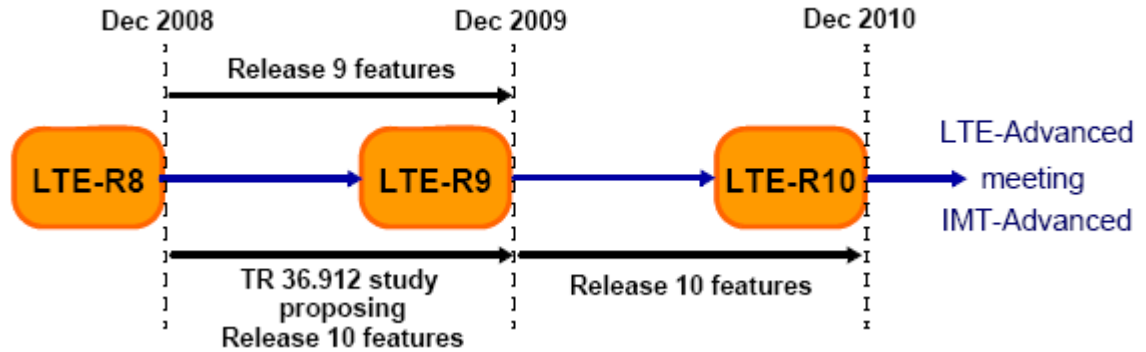 Dec 2008
Dec 2009
Dec 2010
Release 9 features
LTE-R8
LTE-R9
LTE-R10
LTE-Advanced
meeting
IMT-Advanced
TR 36.912 study
proposing
Release 10 features
Release 10 features